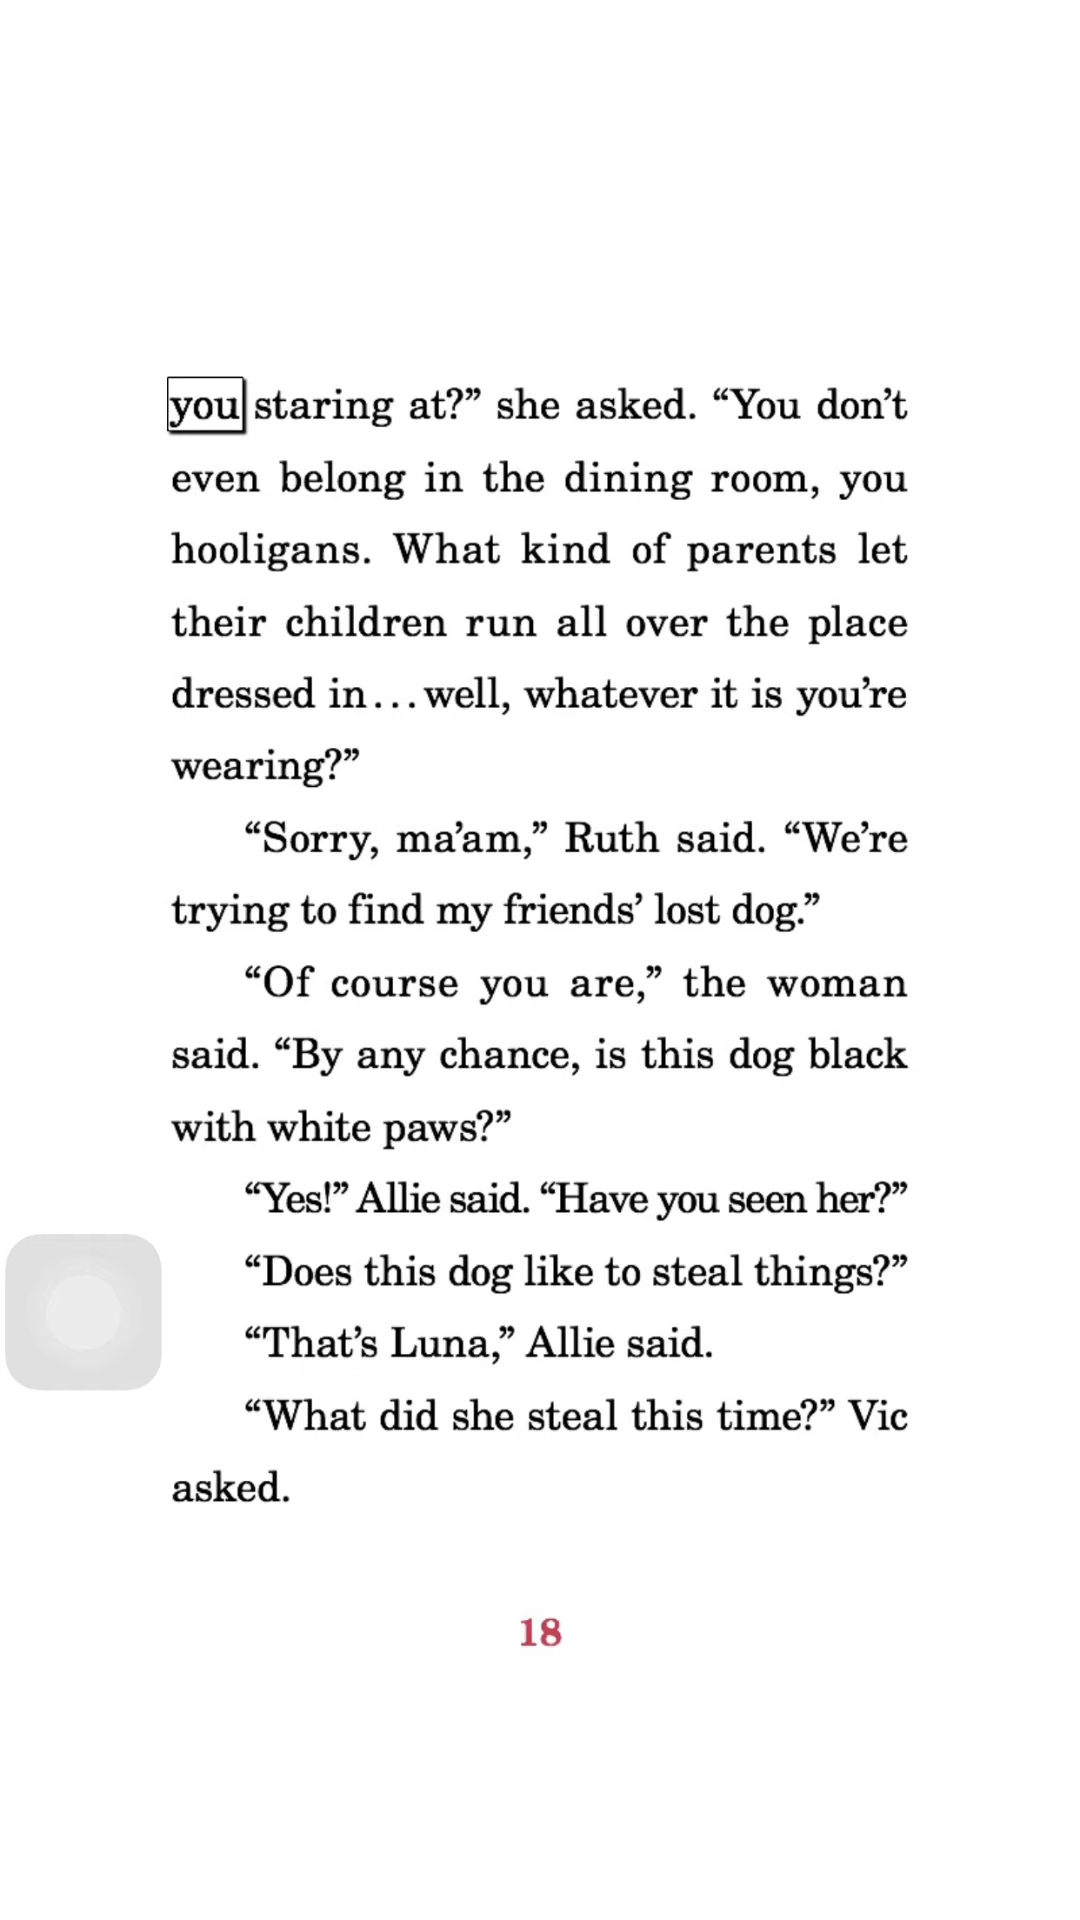 you staring at?” she asked. “You don’t
even belong in the dining room, you
hooligans. What kind of parents let
their children run all over the place
dressed in...well, whatever it is you’re
wearing?”
“Sorry, ma’am,” Ruth said. “We’re
trying to find my friends’ lost dog.”
“Of course you are,” the woman
said. “By any chance, is this dog black
with white paws?”
“Yes!” Allie said. “Have you seen her?”
“Does this dog like to steal things?”
“That’s Luna,” Allie said.
“What did she steal this time?” Vic
asked.
18